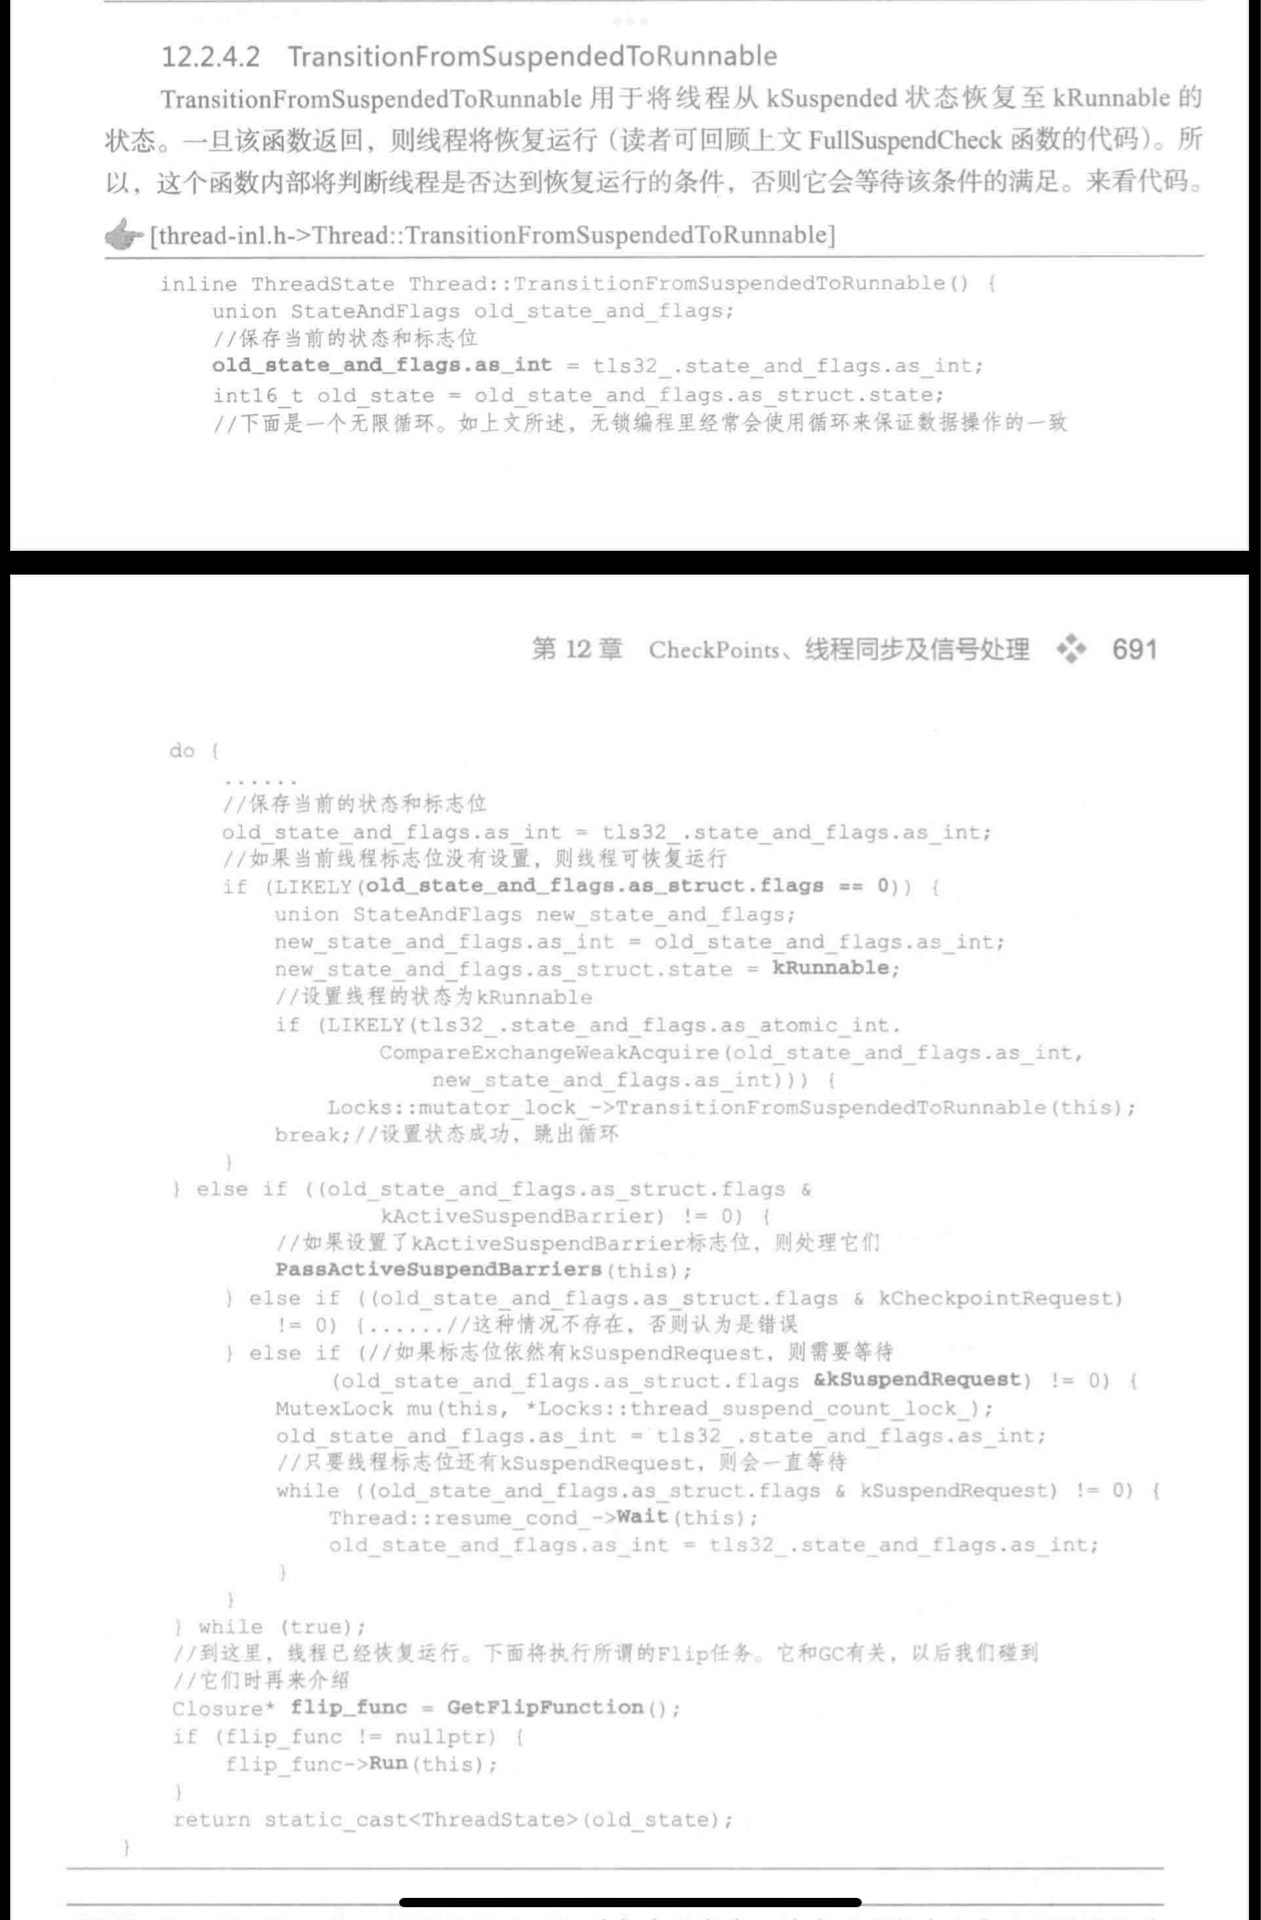 12.2.4.2 TransitionFromSuspendedToRunnable
TransitionFromSuspendedToRunnable 用于将线程从 kSuspended 状态恢复至 kRunnable 的
状态。一旦该函数返回，则线程将恢复运行（读者可回顾上文 FullSuspendCheck 函数的代码）。所
以，这个函数内部将判断线程是否达到恢复运行的条件，否则它会等待该条件的满足。来看代码。
[thread-inl.h->Thread::TransitionFromSuspendedToRunnable]
inline ThreadState Thread::TransitionFromSuspendedToRunnable() {
union StateAndFlags old_state_and_flags;
//保存当前的状态和标志位
old_state_and_flags.as_int = tls32_.state_and_flags.as_int;
int16_t old_state = old_state_and_flags.as_struct.state;
//下面是一个无限循环。如上文所述，无锁编程里经常会使用循环来保证数据操作的一致
第 12 章 CheckPoints、线程同步及信号处理 691
do {
......
//保存当前的状态和标志位
old_state_and_flags.as_int = tls32_.state_and_flags.as_int;
//如果当前线程标志位没有设置，则线程可恢复运行
if (LIKELY(old_state_and_flags.as_struct.flags == 0)) {
union StateAndFlags new_state_and_flags;
new_state_and_flags.as_int = old_state_and_flags.as_int;
new_state_and_flags.as_struct.state = kRunnable;
//设置线程的状态为kRunnable
if (LIKELY(tls32_.state_and_flags.as_atomic_int.
CompareExchangeWeakAcquire(old_state_and_flags.as_int,
new_state_and_flags.as_int))) {
Locks::mutator_lock_->TransitionFromSuspendedToRunnable(this);
break;//设置状态成功，跳出循环
}
} else if ((old_state_and_flags.as_struct.flags &
kActiveSuspendBarrier) != 0) {
//如果设置了kActiveSuspendBarrier标志位，则处理它们
PassActiveSuspendBarriers(this);
} else if ((old_state_and_flags.as_struct.flags & kCheckpointRequest)
!= 0) {......//这种情况不存在，否则认为是错误
} else if (//如果标志位依然有kSuspendRequest，则需要等待
(old_state_and_flags.as_struct.flags &kSuspendRequest) != 0) {
MutexLock mu(this, *Locks::thread_suspend_count_lock_);
old_state_and_flags.as_int = tls32_.state_and_flags.as_int;
//只要线程标志位还有kSuspendRequest，则会一直等待
while ((old_state_and_flags.as_struct.flags & kSuspendRequest) != 0) {
Thread::resume_cond_->Wait(this);
old_state_and_flags.as_int = tls32_.state_and_flags.as_int;
}
}
} while (true);
//到这里，线程已经恢复运行。下面将执行所谓的Flip任务。它和GC有关，以后我们碰到
//它们时再来介绍
Closure* flip_func = GetFlipFunction();
if (flip_func != nullptr) {
flip_func->Run(this);
}
return static_cast<ThreadState>(old_state);
}